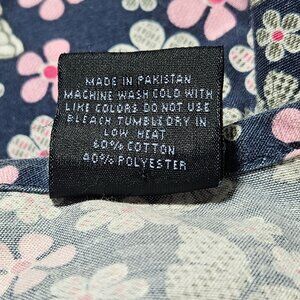 MADE IN PAKISTAN
MACHINE WASH COLD WITH
LIKE COLORS DO NOT USE
BLEACH TUMBLE DRY IN
LOW HEAT
60% COTTON
40% POLYESTER